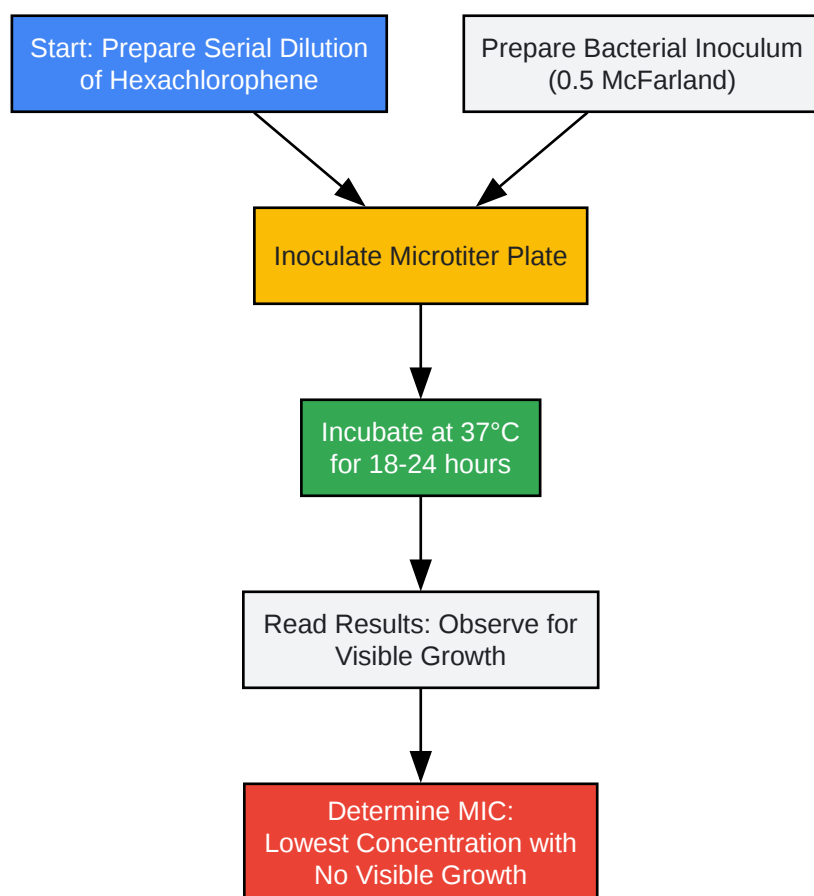 Start: Prepare Serial Dilution
of Hexachlorophene
Prepare Bacterial Inoculum
(0.5 McFarland)
Inoculate Microtiter Plate
Incubate at 37°C
for 18-24 hours
Read Results: Observe for
Visible Growth
Determine MIC:
Lowest Concentration with
No Visible Growth